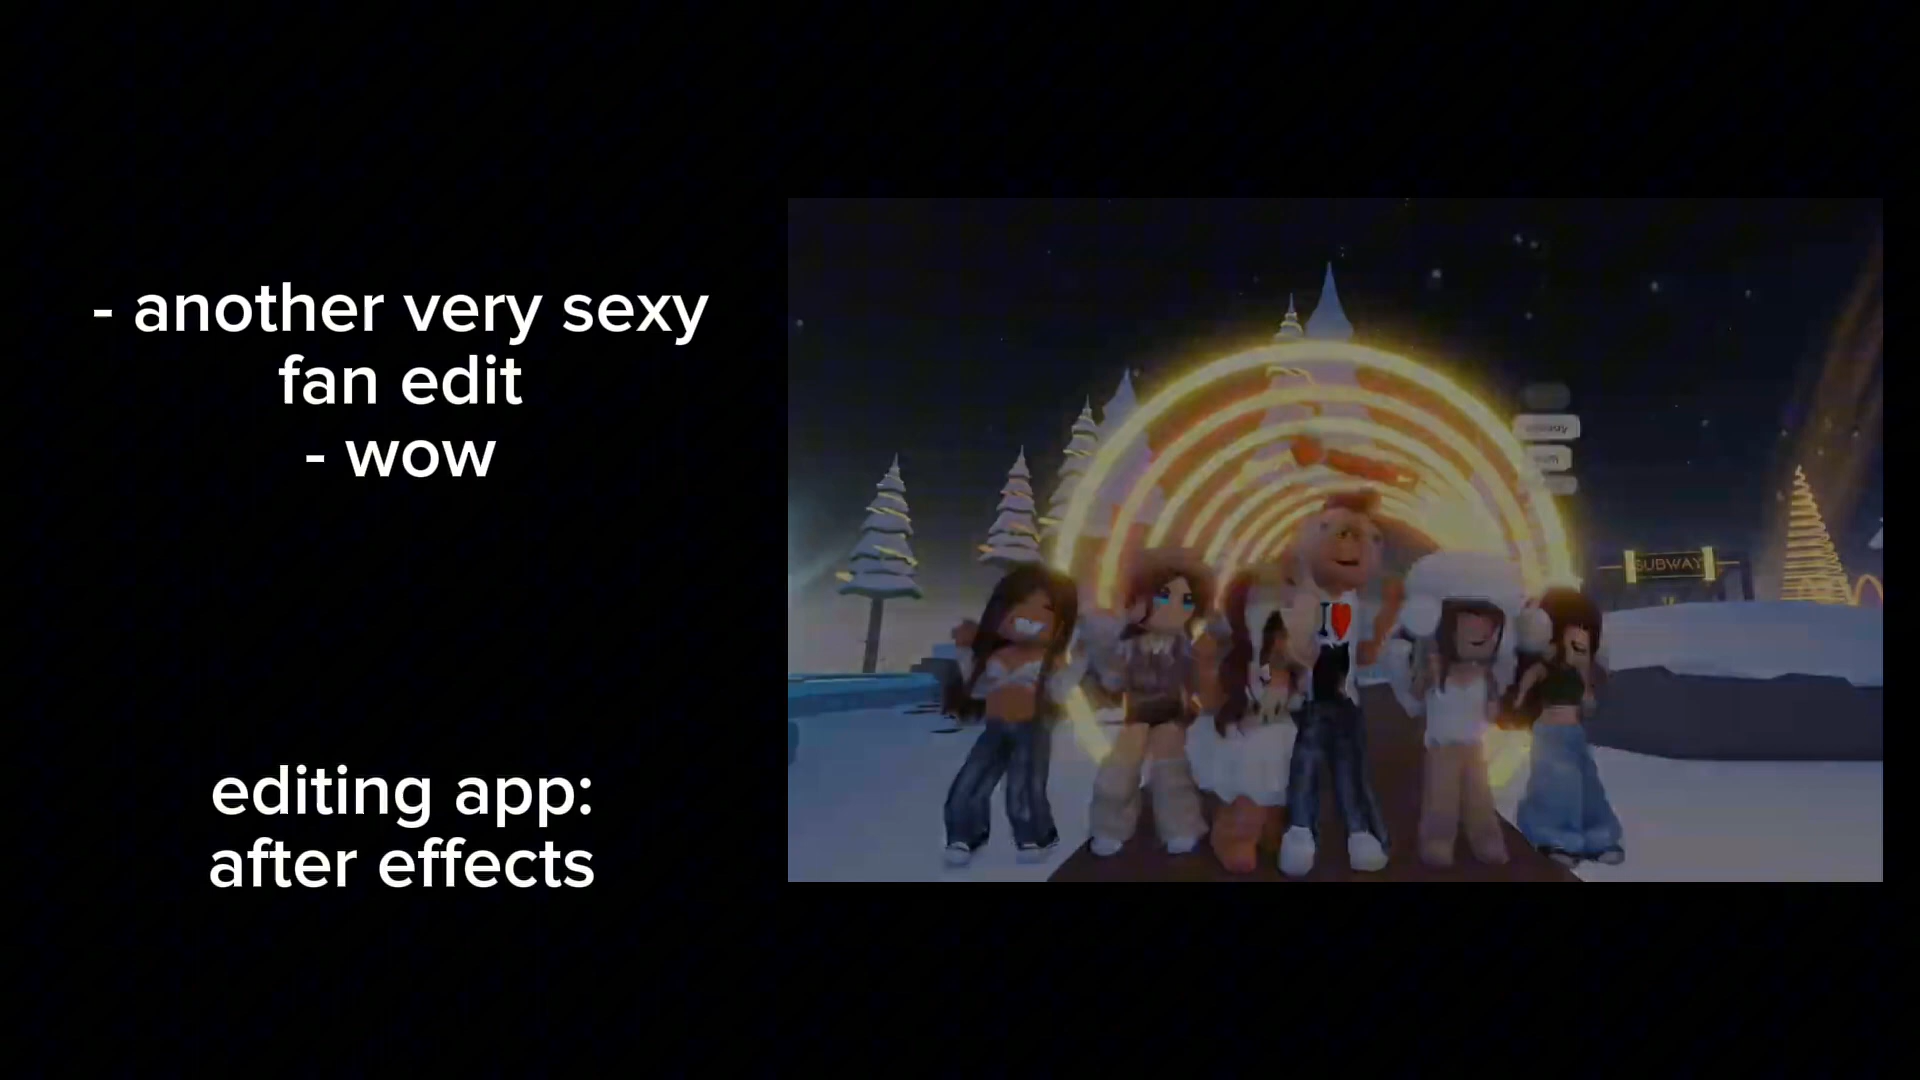 - another very sexy
fan edit
- wow
editing app:
after effects
SUBWAY
I